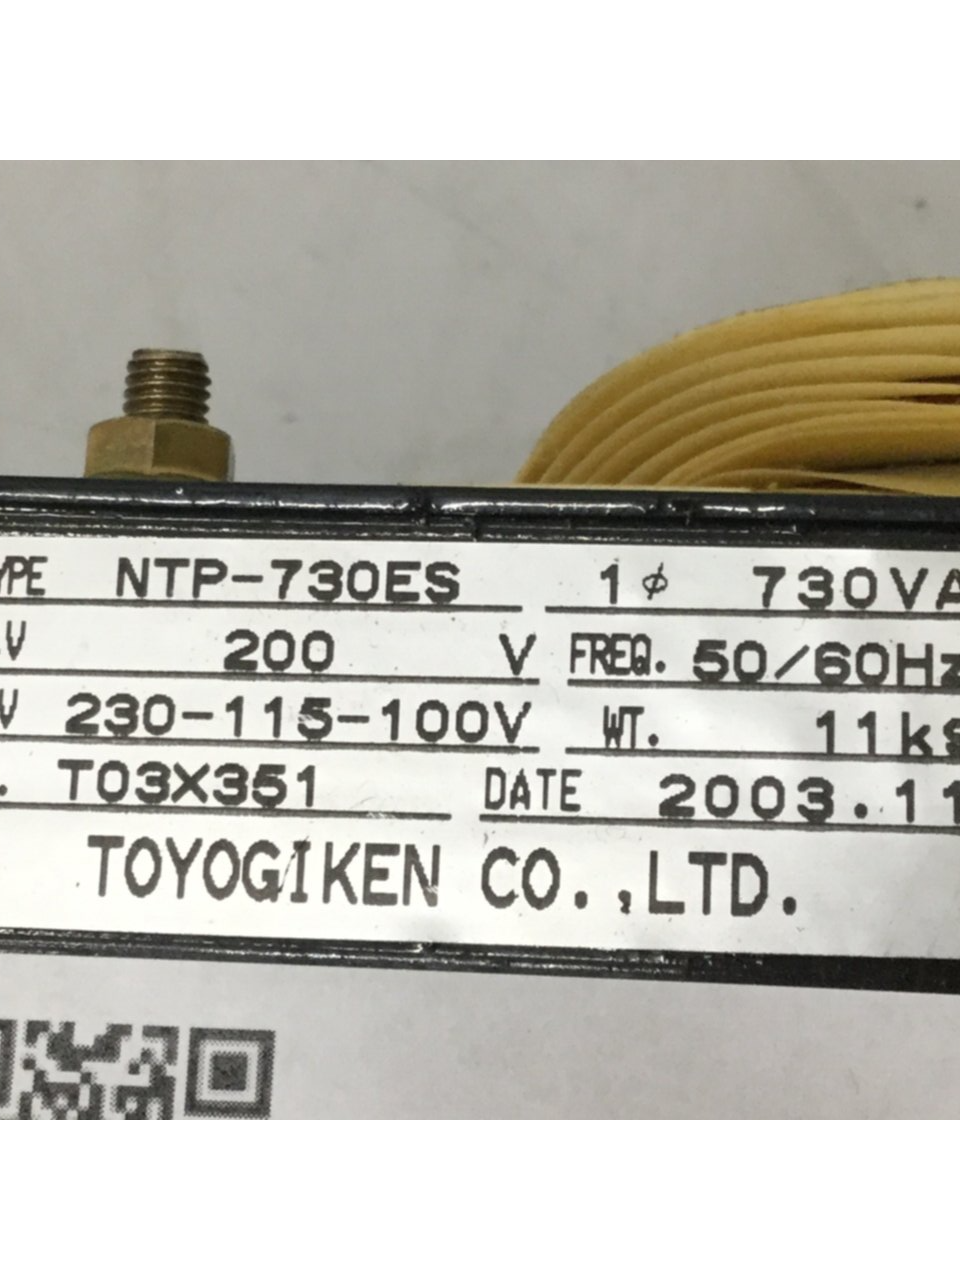 YPE NTP-730ES 1φ 730VA
.V 200 V FREQ. 50/60Hz
V 230-115-100V WT. 11kg
. T03X351 DATE 2003.11
TOYOGIKEN CO.,LTD.